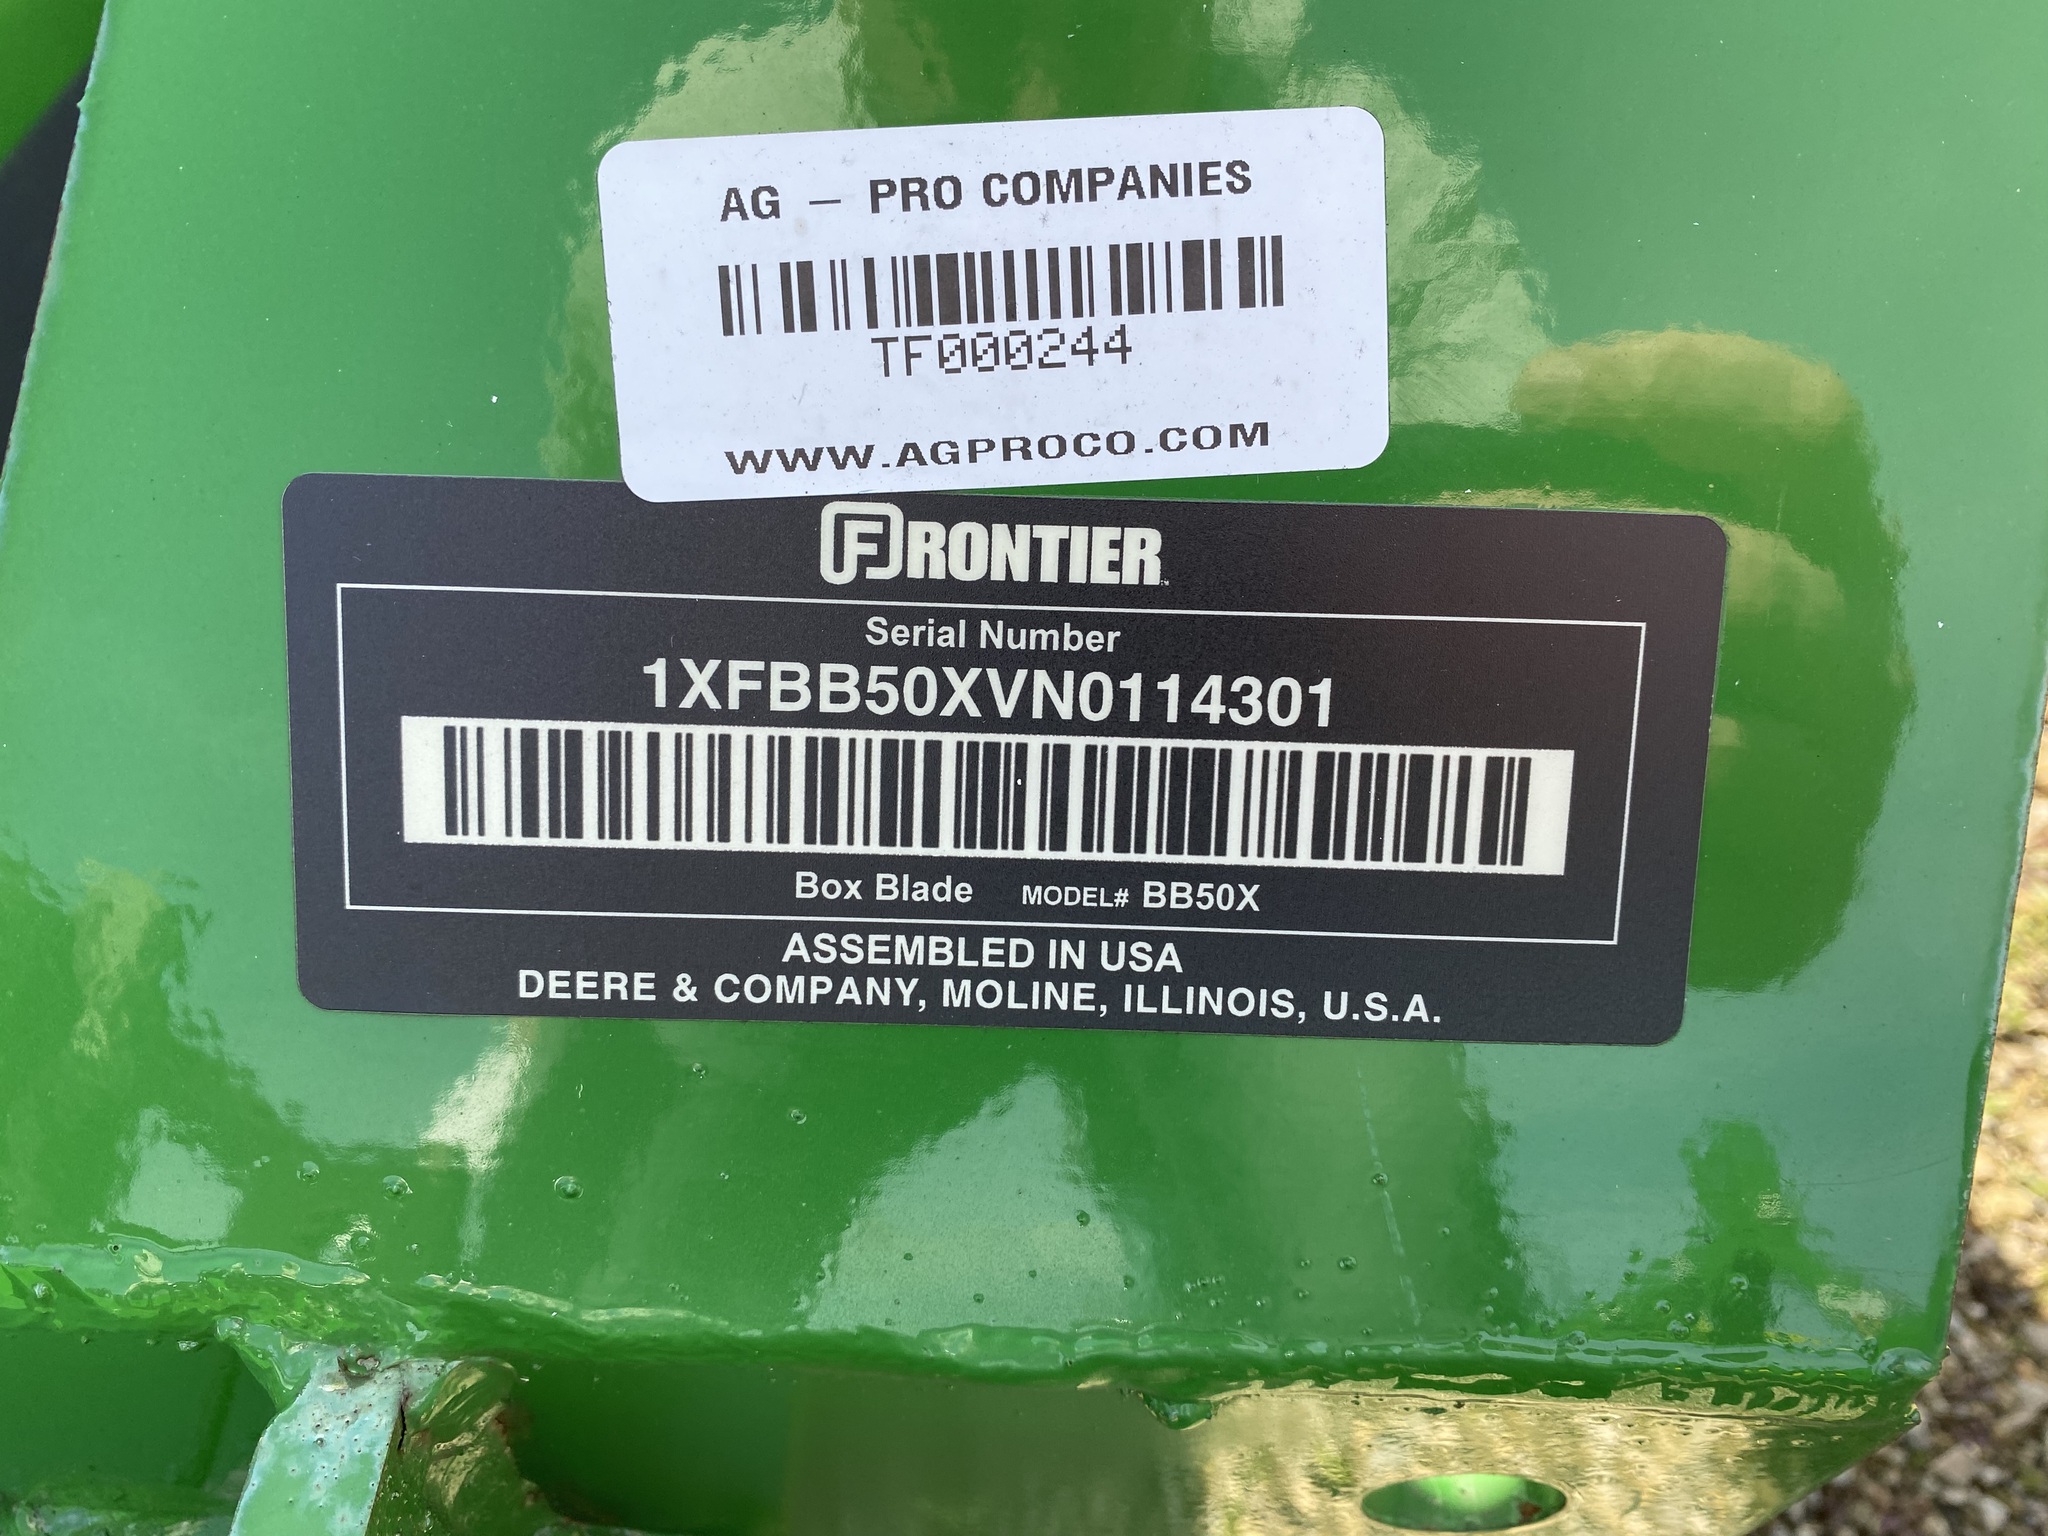 AG — PRO COMPANIES
TF000244
WWW.AGPROCO.COM
FRONTIER
Serial Number
1XFBB50XVN0114301
Box Blade MODEL# BB50X
ASSEMBLED IN USA
DEERE & COMPANY, MOLINE, ILLINOIS, U.S.A.